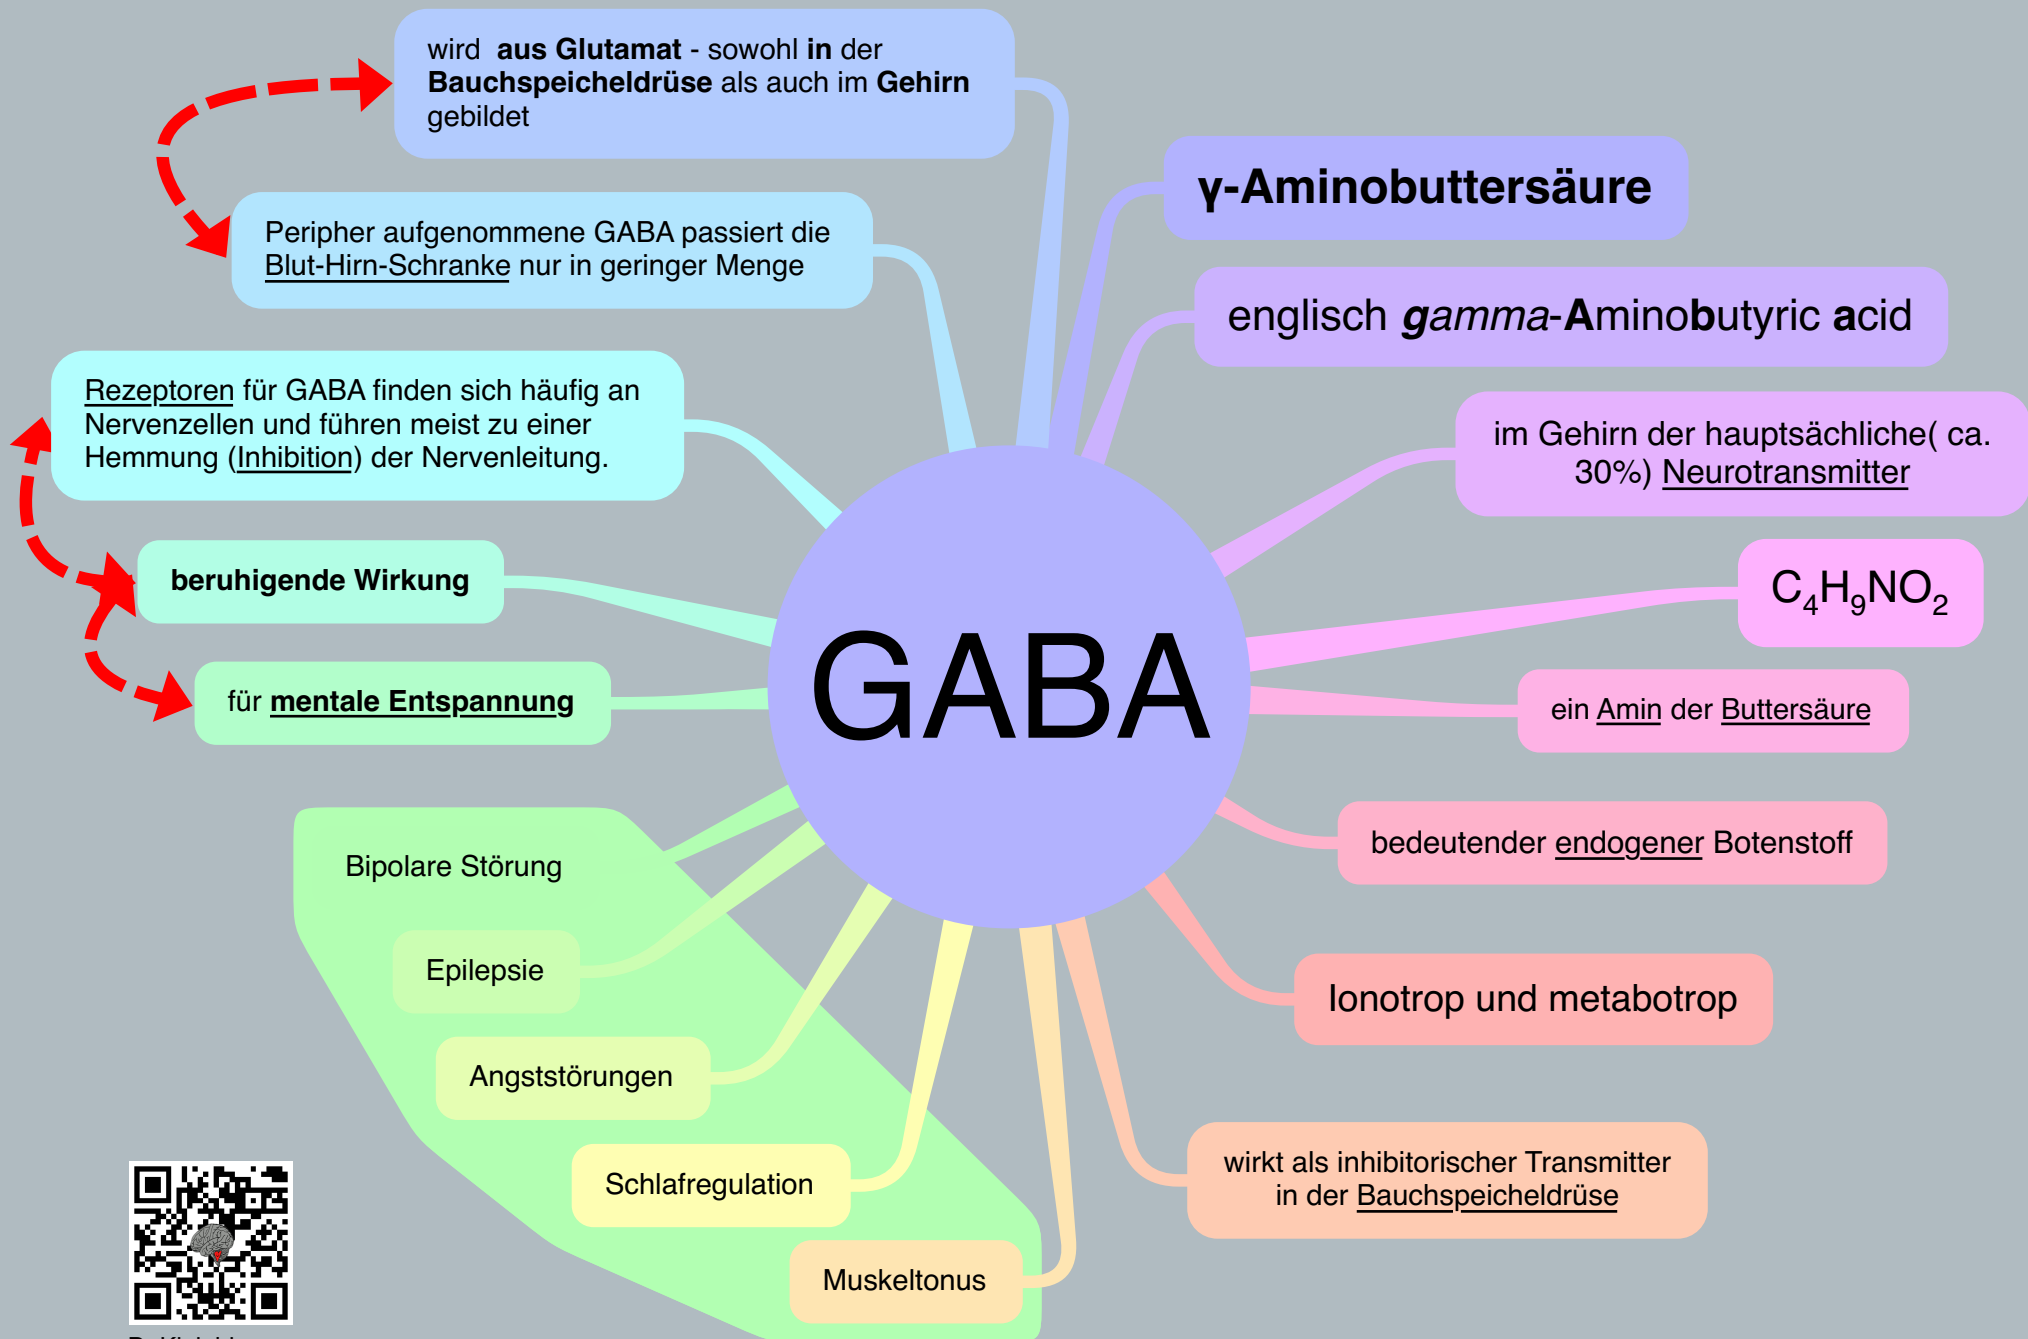 wird aus Glutamat - sowohl in der
Bauchspeicheldrüse als auch im Gehirn
gebildet
Peripher aufgenommene GABA passiert die
Blut-Hirn-Schranke nur in geringer Menge
Rezeptoren für GABA finden sich häufig an
Nervenzellen und führen meist zu einer
Hemmung (Inhibition) der Nervenleitung.
beruhigende Wirkung
für mentale Entspannung
GABA
γ-Aminobuttersäure
englisch gamma-Aminobutyric acid
im Gehirn der hauptsächliche( ca.
30%) Neurotransmitter
C₄H₉NO₂
ein Amin der Buttersäure
bedeutender endogener Botenstoff
Ionotrop und metabotrop
wirkt als inhibitorischer Transmitter
in der Bauchspeicheldrüse
Bipolare Störung
Epilepsie
Angststörungen
Schlafregulation
Muskeltonus